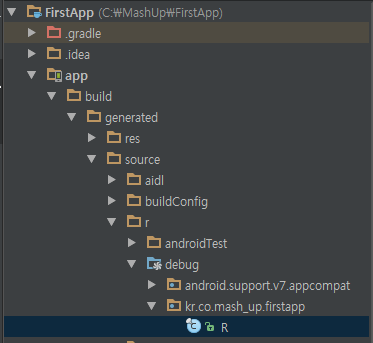 FirstApp (C:₩MashUp₩FirstApp)
.gradle
.idea
app
build
generated
res
source
aidl
buildConfig
r
androidTest
debug
android.support.v7.appcompat
kr.co.mash_up.firstapp
R